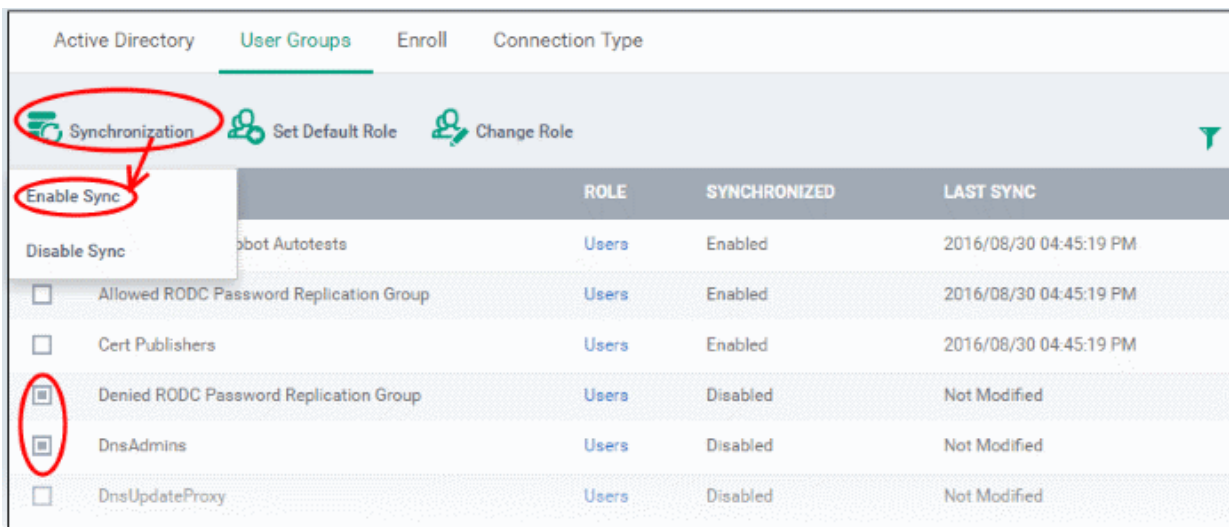 Active Directory User Groups Enroll Connection Type
Synchronization Set Default Role Change Role
Enable Sync ROLE SYNCHRONIZED LAST SYNC
Disable Sync Autotests Users Enabled 2016/08/30 04:45:19 PM
Allowed RODC Password Replication Group Users Enabled 2016/08/30 04:45:19 PM
Cert Publishers Users Enabled 2016/08/30 04:45:19 PM
Denied RODC Password Replication Group Users Disabled Not Modified
DnsAdmins Users Disabled Not Modified
DnsUpdateProxy Users Disabled Not Modified